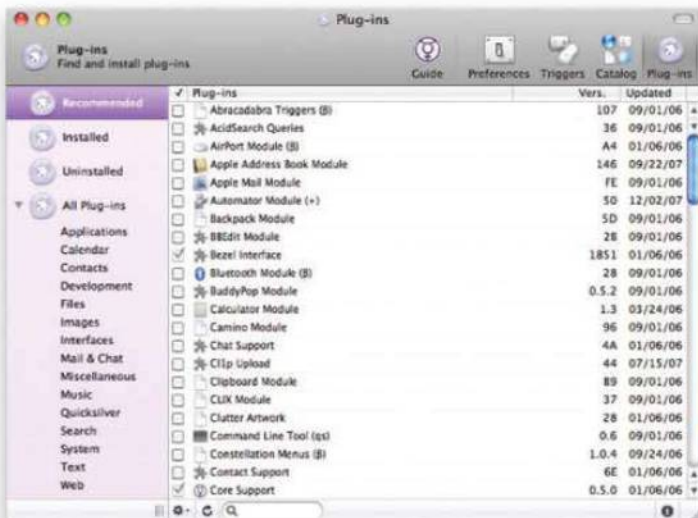 Plug-ins
Plug-ins
Find and install plug-ins
Guide Preferences Triggers Catalog Plug-ins
Recommended
Installed
Uninstalled
All Plug-ins
Applications
Calendar
Contacts
Development
Files
Images
Interfaces
Mail & Chat
Miscellaneous
Music
Quicksilver
Search
System
Text
Web
Plug-ins Vers. Updated
Abracadabra Triggers (β) 107 09/01/06
AcidSearch Queries 36 09/01/06
AirPort Module (β) A4 01/06/06
Apple Address Book Module 146 09/22/07
Apple Mail Module FE 09/01/06
Automator Module (+) 50 12/02/07
Backpack Module 5D 09/01/06
BBEdit Module 2B 09/01/06
Bezel Interface 1851 01/06/06
Bluetooth Module (β) 28 09/01/06
BuddyPop Module 0.5.2 09/01/06
Calculator Module 1.3 03/24/06
Camino Module 96 09/01/06
Chat Support 4A 01/06/06
Cl1p Upload 44 07/15/07
Clipboard Module 89 09/01/06
CLIX Module 37 09/01/06
Clutter Artwork 28 01/06/06
Command Line Tool (qs) 0.6 09/01/06
Constellation Menus (β) 1.0.4 09/24/06
Contact Support 6E 01/06/06
Core Support 0.5.0 01/06/06